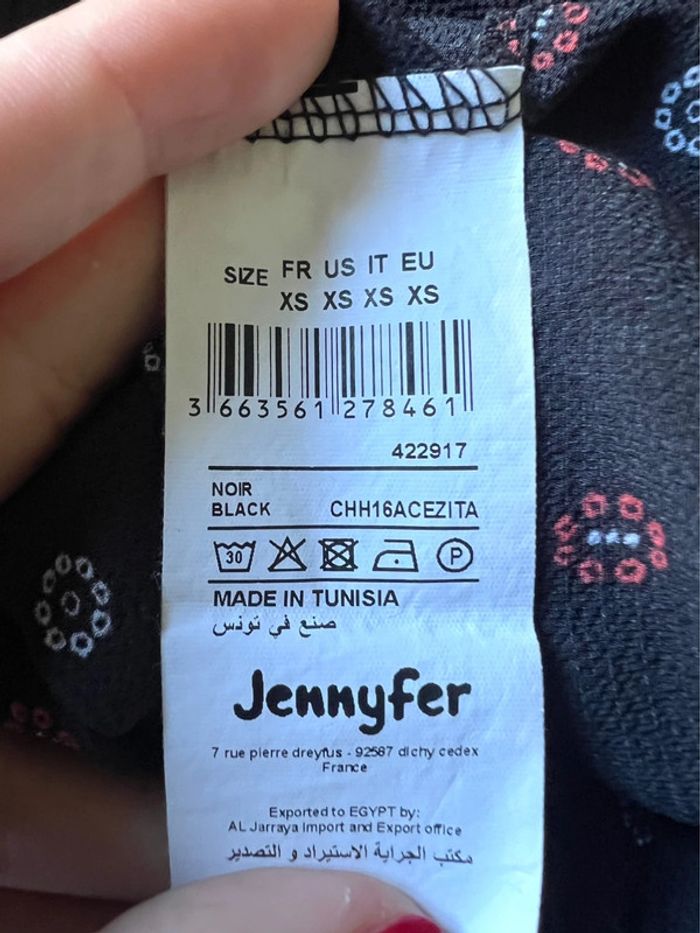 SIZE FR US IT EU
XS XS XS XS
3 663561 278461
422917
NOIR
BLACK CHH16ACEZITA
30 P
MADE IN TUNISIA
صنع في تونس
Jennyfer
7 rue pierre dreyfus - 92587 clichy cedex
France
Exported to EGYPT by:
AL Jarraya Import and Export office
مكتب الجراية الاستيراد و التصدير